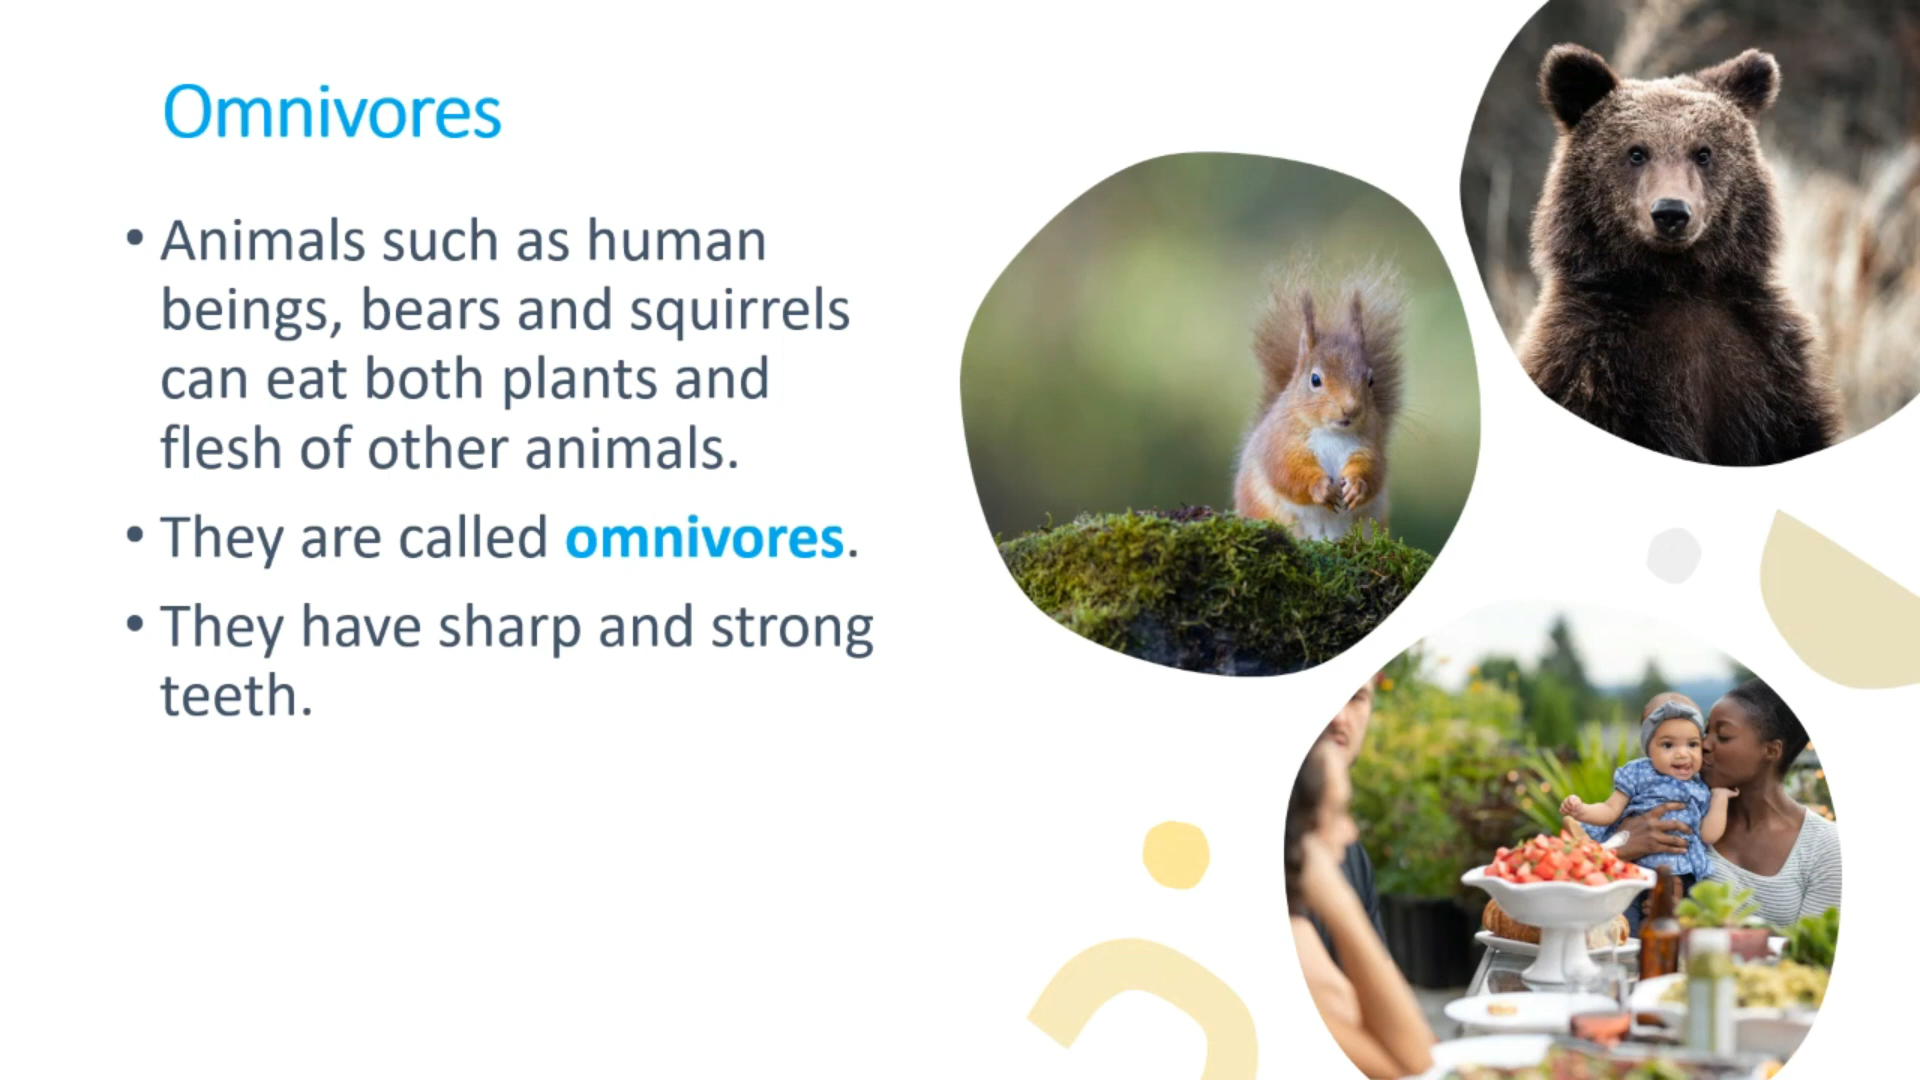 Omnivores
• Animals such as human
beings, bears and squirrels
can eat both plants and
flesh of other animals.
• They are called omnivores.
• They have sharp and strong
teeth.